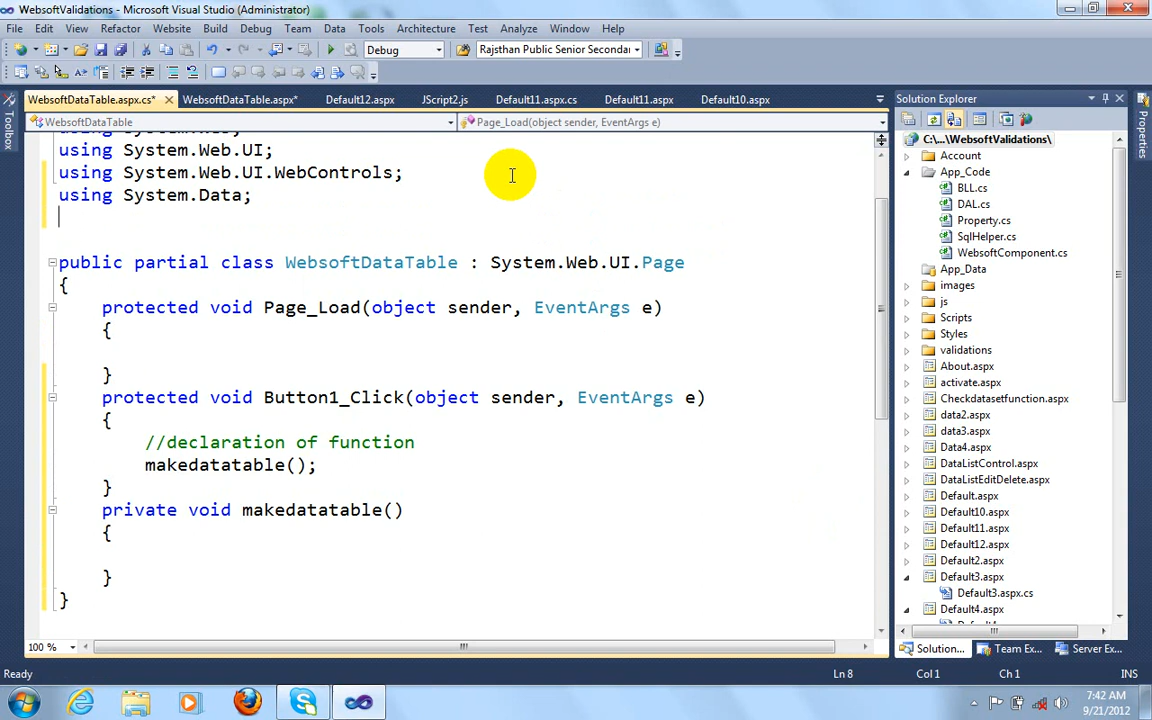 WebsoftValidations - Microsoft Visual Studio (Administrator)
File Edit View Refactor Website Build Debug Team Data Tools Architecture Test Analyze Window Help
Debug Rajasthan Public Senior Secondar
WebsoftDataTable.aspx.cs* WebsoftDataTable.aspx* Default12.aspx JScript2.js Default11.aspx.cs Default11.aspx Default10.aspx
WebsoftDataTable Page_Load(object sender, EventArgs e)
Toolbox
using System.Web;
using System.Web.UI;
using System.Web.UI.WebControls;
using System.Data;
public partial class WebsoftDataTable : System.Web.UI.Page
{
protected void Page_Load(object sender, EventArgs e)
{
}
protected void Button1_Click(object sender, EventArgs e)
{
//declaration of function
makedatatable();
}
private void makedatatable()
{
}
}
100 %
Solution Explorer
C:\...\WebsoftValidations\
Account
App_Code
BLL.cs
DAL.cs
Property.cs
SqlHelper.cs
WebsoftComponent.cs
App_Data
images
js
Scripts
Styles
validations
About.aspx
activate.aspx
Checkdatasetfunction.aspx
data2.aspx
data3.aspx
Data4.aspx
DataListControl.aspx
DataListEditDelete.aspx
Default.aspx
Default10.aspx
Default11.aspx
Default12.aspx
Default2.aspx
Default3.aspx
Default3.aspx.cs
Default4.aspx
Solution... Team Ex... Server Ex...
Properties
Ready Ln 8 Col 1 Ch 1 INS
7:42 AM
9/21/2012